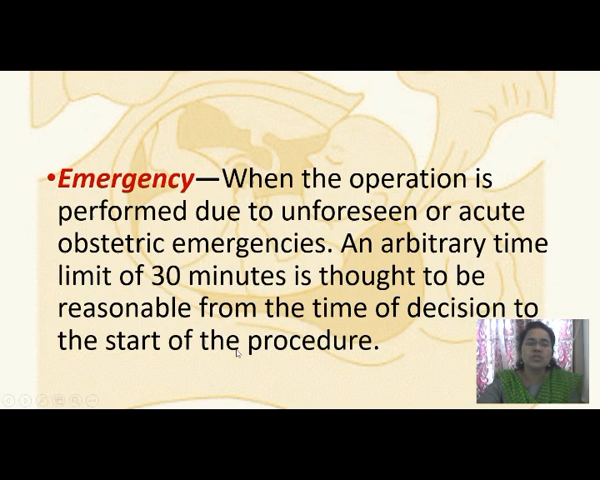 •Emergency—When the operation is
performed due to unforeseen or acute
obstetric emergencies. An arbitrary time
limit of 30 minutes is thought to be
reasonable from the time of decision to
the start of the procedure.